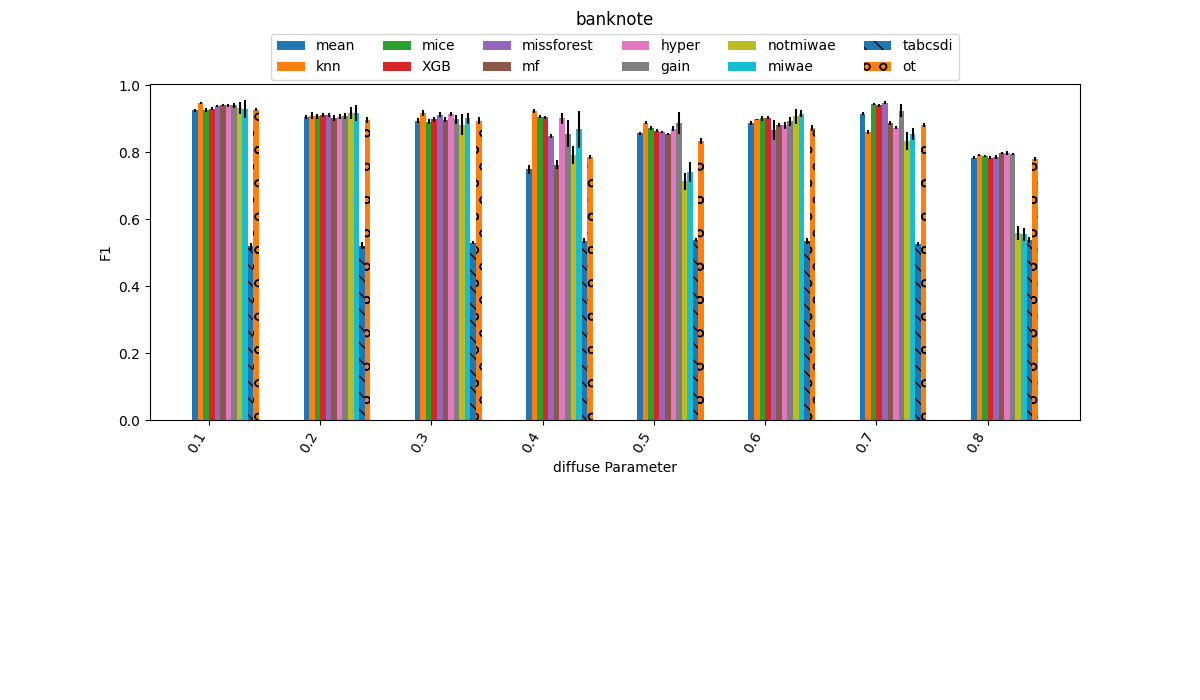 banknote
mean mice missforest hyper notmiwae tabcsdi
knn XGB mf gain miwae ot
1.0
0.8
0.6
0.4
0.2
0.0
F1
0.1 0.2 0.3 0.4 0.5 0.6 0.7 0.8
diffuse Parameter